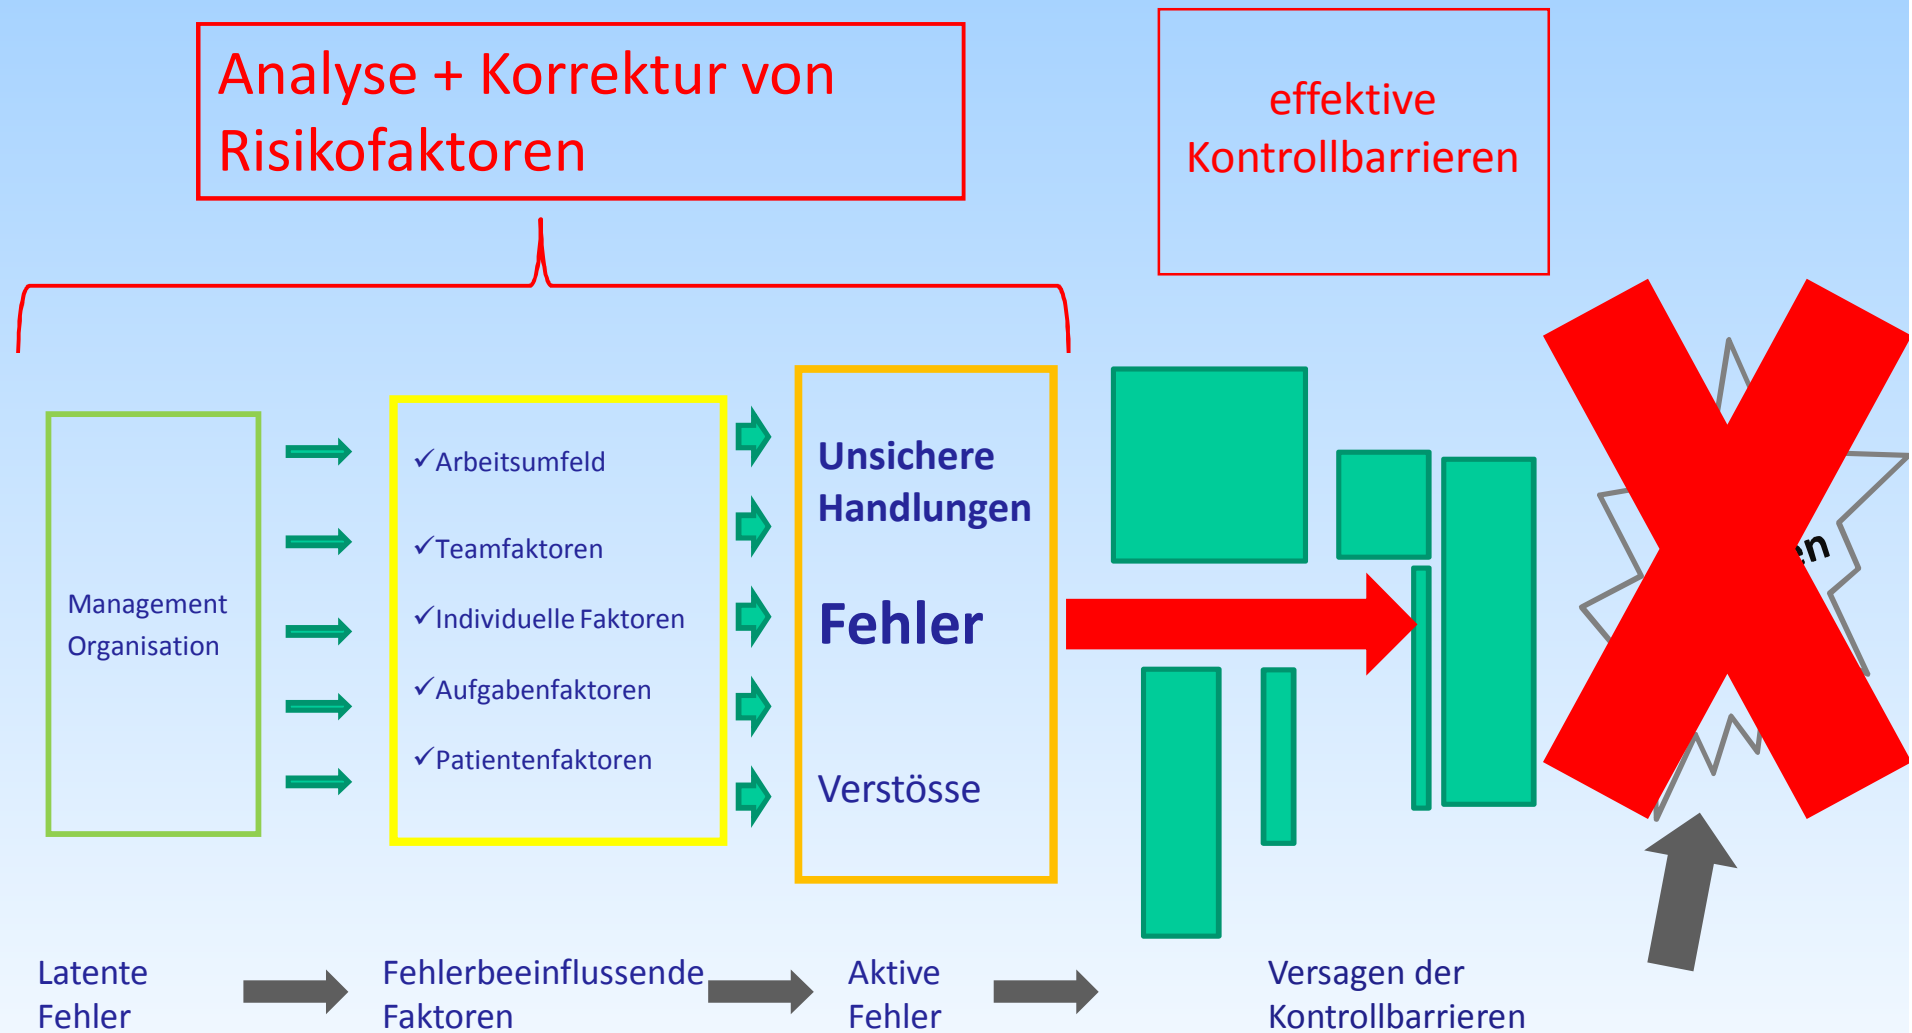 Analyse + Korrektur von
Risikofaktoren
effektive
Kontrollbarrieren
Management
Organisation
✓Arbeitsumfeld
✓Teamfaktoren
✓Individuelle Faktoren
✓Aufgabenfaktoren
✓Patientenfaktoren
Unsichere
Handlungen
Fehler
Verstösse
Latente
Fehler
Fehlerbeeinflussende
Faktoren
Aktive
Fehler
Versagen der
Kontrollbarrieren